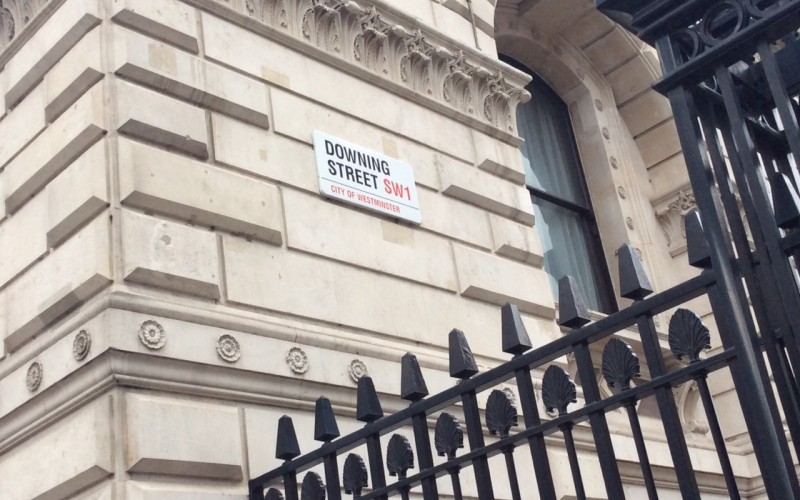 DOWNING
STREET SW1
CITY OF WESTMINSTER